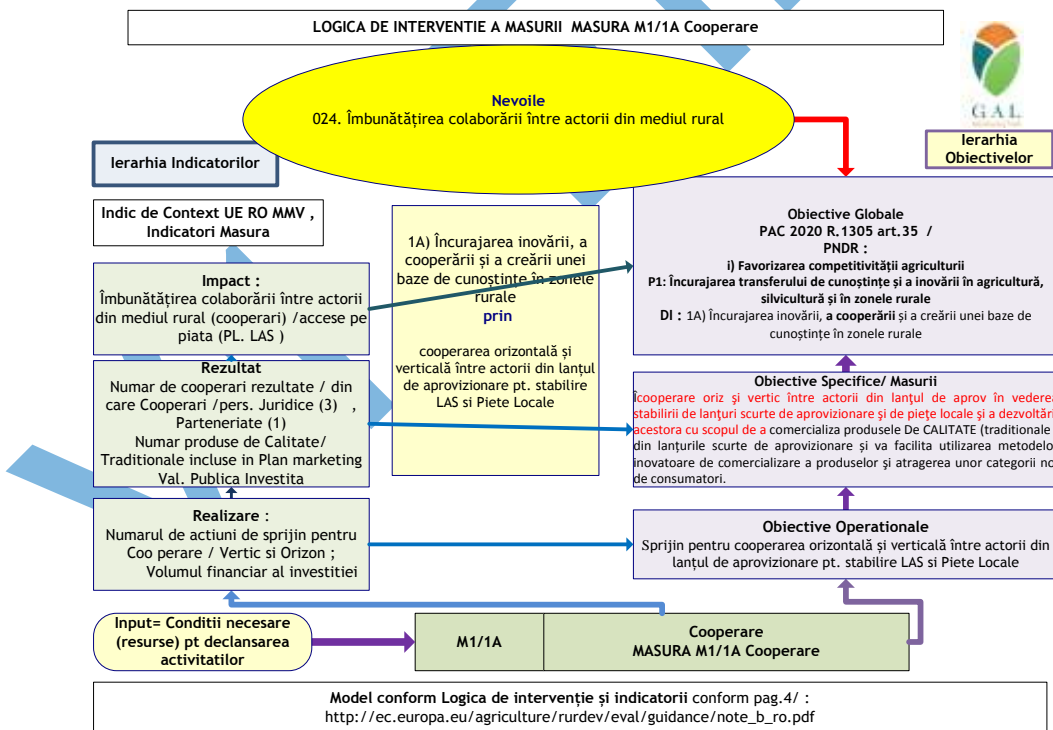 LOGICA DE INTERVENTIE A MASURII MASURA M1/1A Cooperare
Nevoile
024. Îmbunătățirea colaborării între actorii din mediul rural
GAL
Ierarhia Indicatorilor
Ierarhia
Obiectivelor
Indic de Context UE RO MMV ,
Indicatori Masura
Impact :
Îmbunătățirea colaborării între actorii
din mediul rural (cooperari) /accese pe
piata (PL. LAS )
Rezultat
Numar de cooperari rezultate / din
care Cooperari /pers. Juridice (3) ,
Parteneriate (1)
Numar produse de Calitate/
Traditionale incluse in Plan marketing
Val. Publica Investita
Realizare :
Numarul de actiuni de sprijin pentru
Coo perare / Vertic si Orizon ;
Volumul financiar al investitiei
1A) Încurajarea inovării, a
cooperării și a creării unei
baze de cunoștințe în zonele
rurale
prin
cooperarea orizontală și
verticală între actorii din lanțul
de aprovizionare pt. stabilire
LAS si Piete Locale
Obiective Globale
PAC 2020 R.1305 art.35 /
PNDR :
i) Favorizarea competitivității agriculturii
P1: Încurajarea transferului de cunoștințe și a inovării în agricultură,
silvicultură și în zonele rurale
DI : 1A) Încurajarea inovării, a cooperării și a creării unei baze de
cunoștințe în zonele rurale
Obiective Specifice/ Masurii
Îcooperare oriz și vertic între actorii din lanțul de aprov în vederea
stabilirii de lanțuri scurte de aprovizionare și de piețe locale și a dezvoltări
acestora cu scopul de a comercializa produsele De CALITATE (traditionale
din lanțurile scurte de aprovizionare și va facilita utilizarea metodelo
inovatoare de comercializare a produselor și atragerea unor categorii no
de consumatori.
Obiective Operationale
Sprijin pentru cooperarea orizontală și verticală între actorii din
lanțul de aprovizionare pt. stabilire LAS si Piete Locale
Input= Conditii necesare
(resurse) pt declansarea
activitatilor
M1/1A
Cooperare
MASURA M1/1A Cooperare
Model conform Logica de intervenție și indicatorii conform pag.4/ :
http://ec.europa.eu/agriculture/rurdev/eval/guidance/note_b_ro.pdf